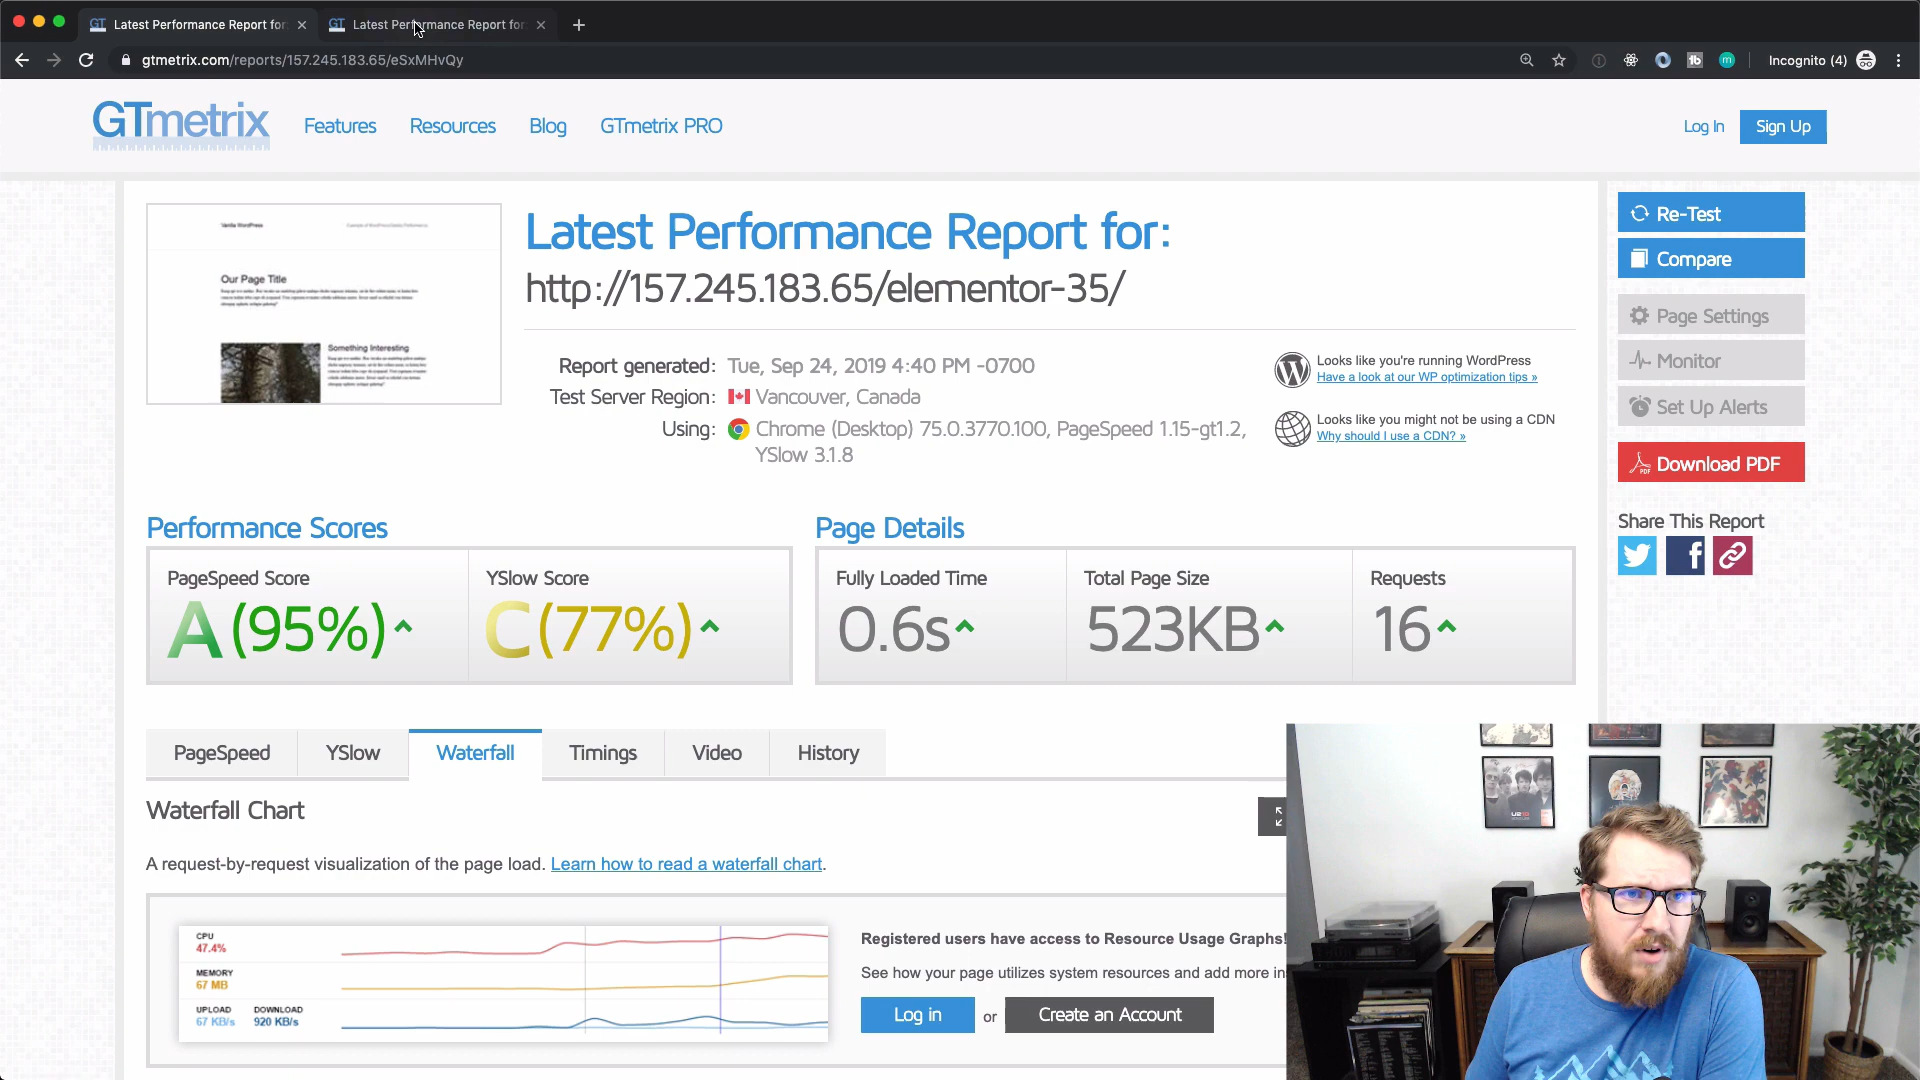 Latest Performance Report for:
Latest Performance Report for:
gtmetrix.com/reports/157.245.183.65/eSxMHvQy
Incognito (4)
GTmetrix
Features
Resources
Blog
GTmetrix PRO
Log In
Sign Up
Vanilla WordPress
Our Page Title
Something Interesting
Latest Performance Report for:
http://157.245.183.65/elementor-35/
Report generated: Tue, Sep 24, 2019 4:40 PM -0700
Test Server Region: Vancouver, Canada
Using: Chrome (Desktop) 75.0.3770.100, PageSpeed 1.15-gt1.2,
YSlow 3.1.8
Looks like you're running WordPress
Have a look at our WP optimization tips »
Looks like you might not be using a CDN
Why should I use a CDN? »
Re-Test
Compare
Page Settings
Monitor
Set Up Alerts
PDF Download PDF
Share This Report
Performance Scores
PageSpeed Score
A (95%)
YSlow Score
C (77%)
Page Details
Fully Loaded Time
0.6s
Total Page Size
523KB
Requests
16
PageSpeed
YSlow
Waterfall
Timings
Video
History
Waterfall Chart
A request-by-request visualization of the page load. Learn how to read a waterfall chart.
CPU
47.4%
MEMORY
67 MB
UPLOAD
67 KB/s
DOWNLOAD
920 KB/s
Registered users have access to Resource Usage Graphs!
See how your page utilizes system resources and add more in
Log in
or
Create an Account
U2